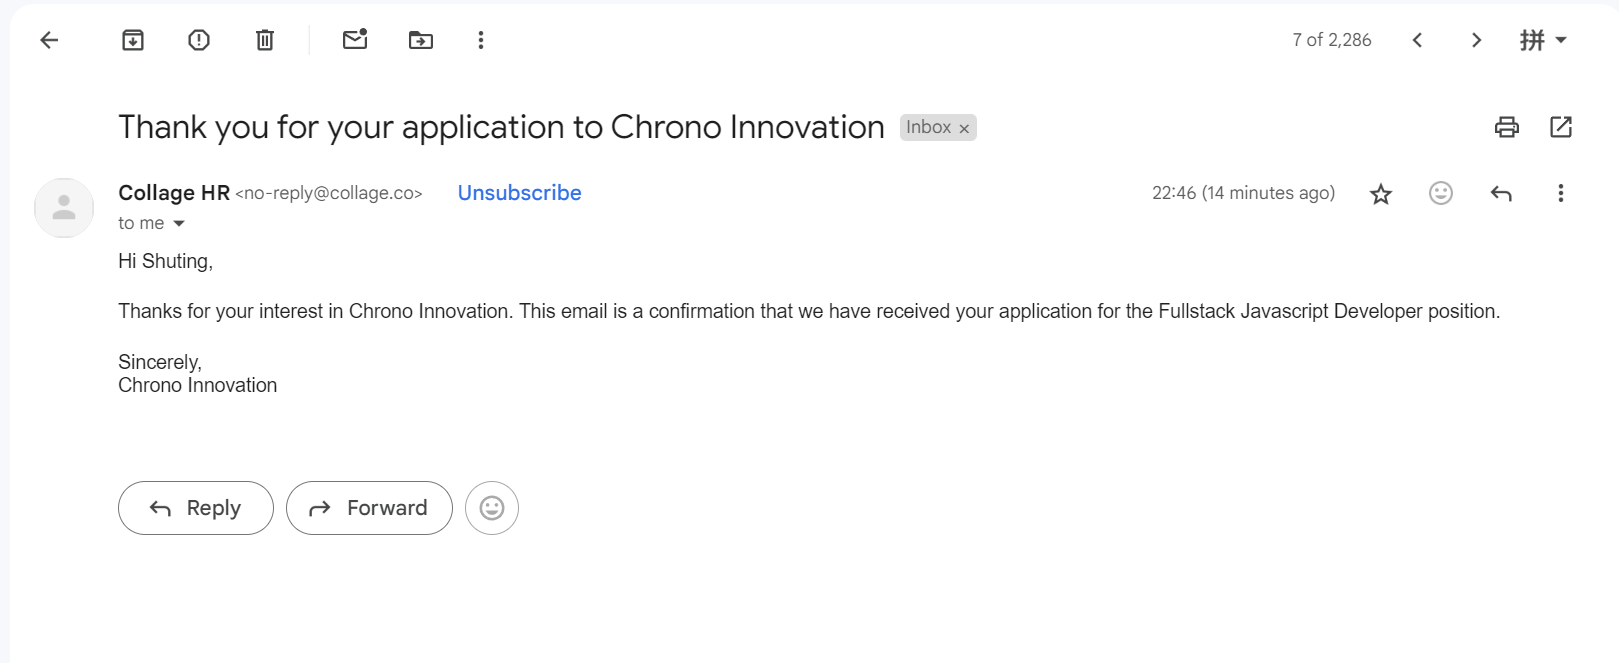 7 of 2,286
拼
Thank you for your application to Chrono Innovation Inbox ×
Collage HR <no-reply@collage.co> Unsubscribe 22:46 (14 minutes ago)
to me
Hi Shuting,
Thanks for your interest in Chrono Innovation. This email is a confirmation that we have received your application for the Fullstack Javascript Developer position.
Sincerely,
Chrono Innovation
Reply Forward